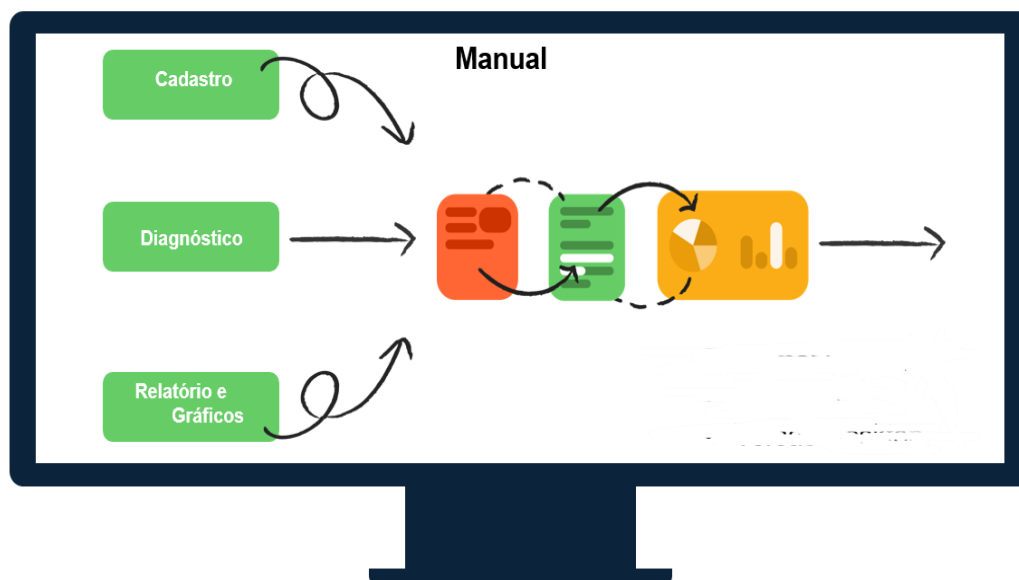 Manual
Cadastro
Diagnóstico
Relatório e
Gráficos